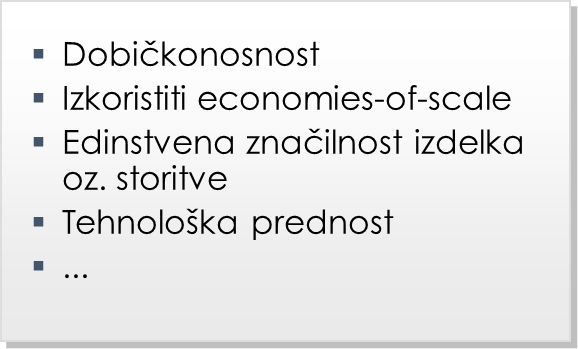 ▪ Dobičkonosnost
▪ Izkoristiti economies-of-scale
▪ Edinstvena značilnost izdelka
oz. storitve
▪ Tehnološka prednost
▪ ...